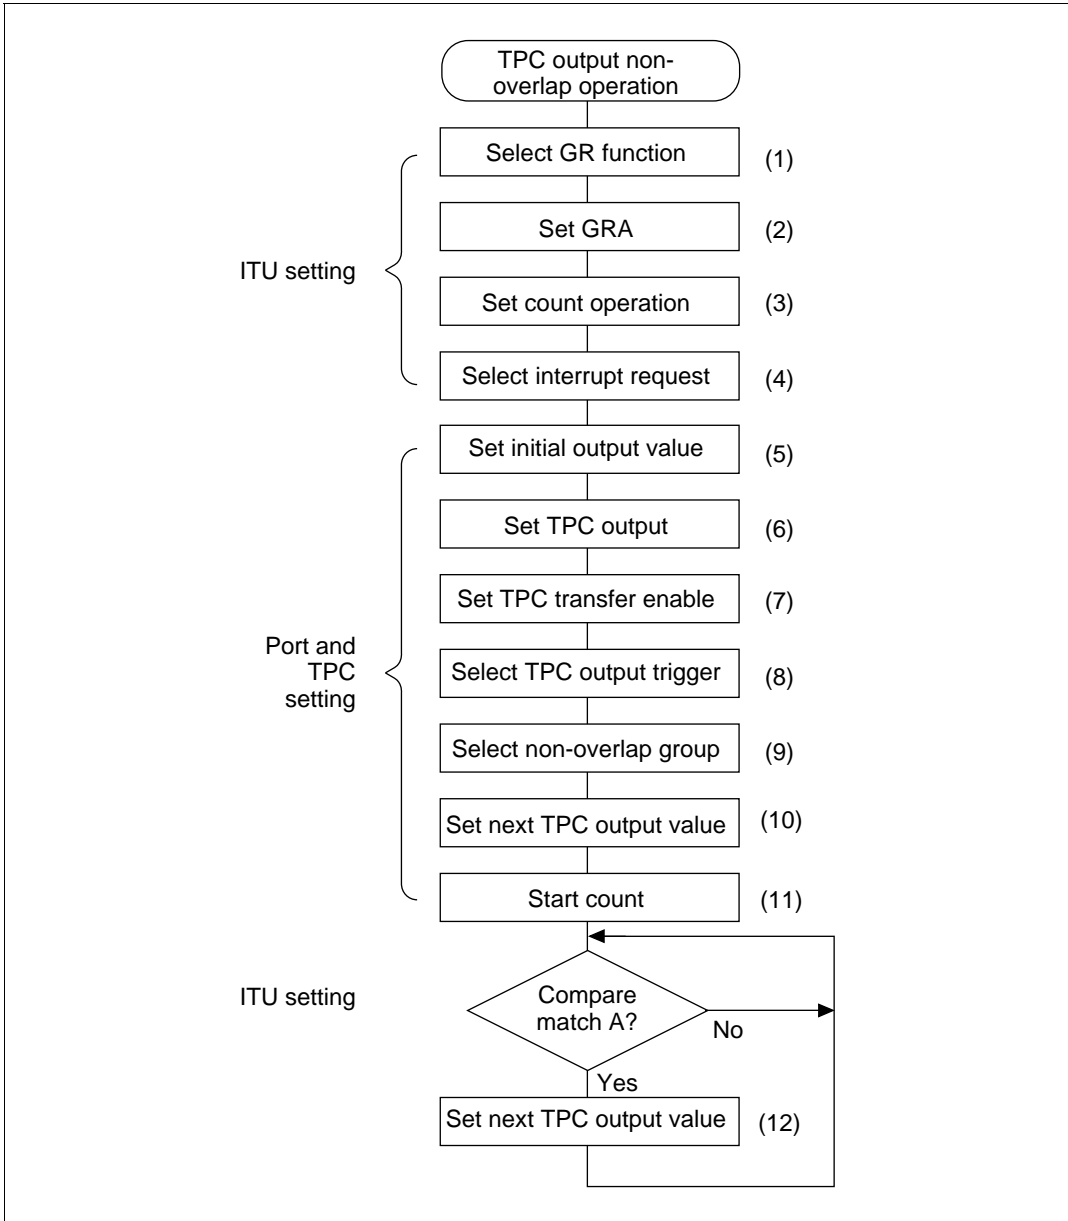 TPC output non-
overlap operation
Select GR function
(1)
Set GRA
(2)
ITU setting
Set count operation
(3)
Select interrupt request
(4)
Set initial output value
(5)
Set TPC output
(6)
Set TPC transfer enable
(7)
Port and
TPC
setting
Select TPC output trigger
(8)
Select non-overlap group
(9)
Set next TPC output value
(10)
Start count
(11)
ITU setting
Compare
match A?
No
Yes
Set next TPC output value
(12)